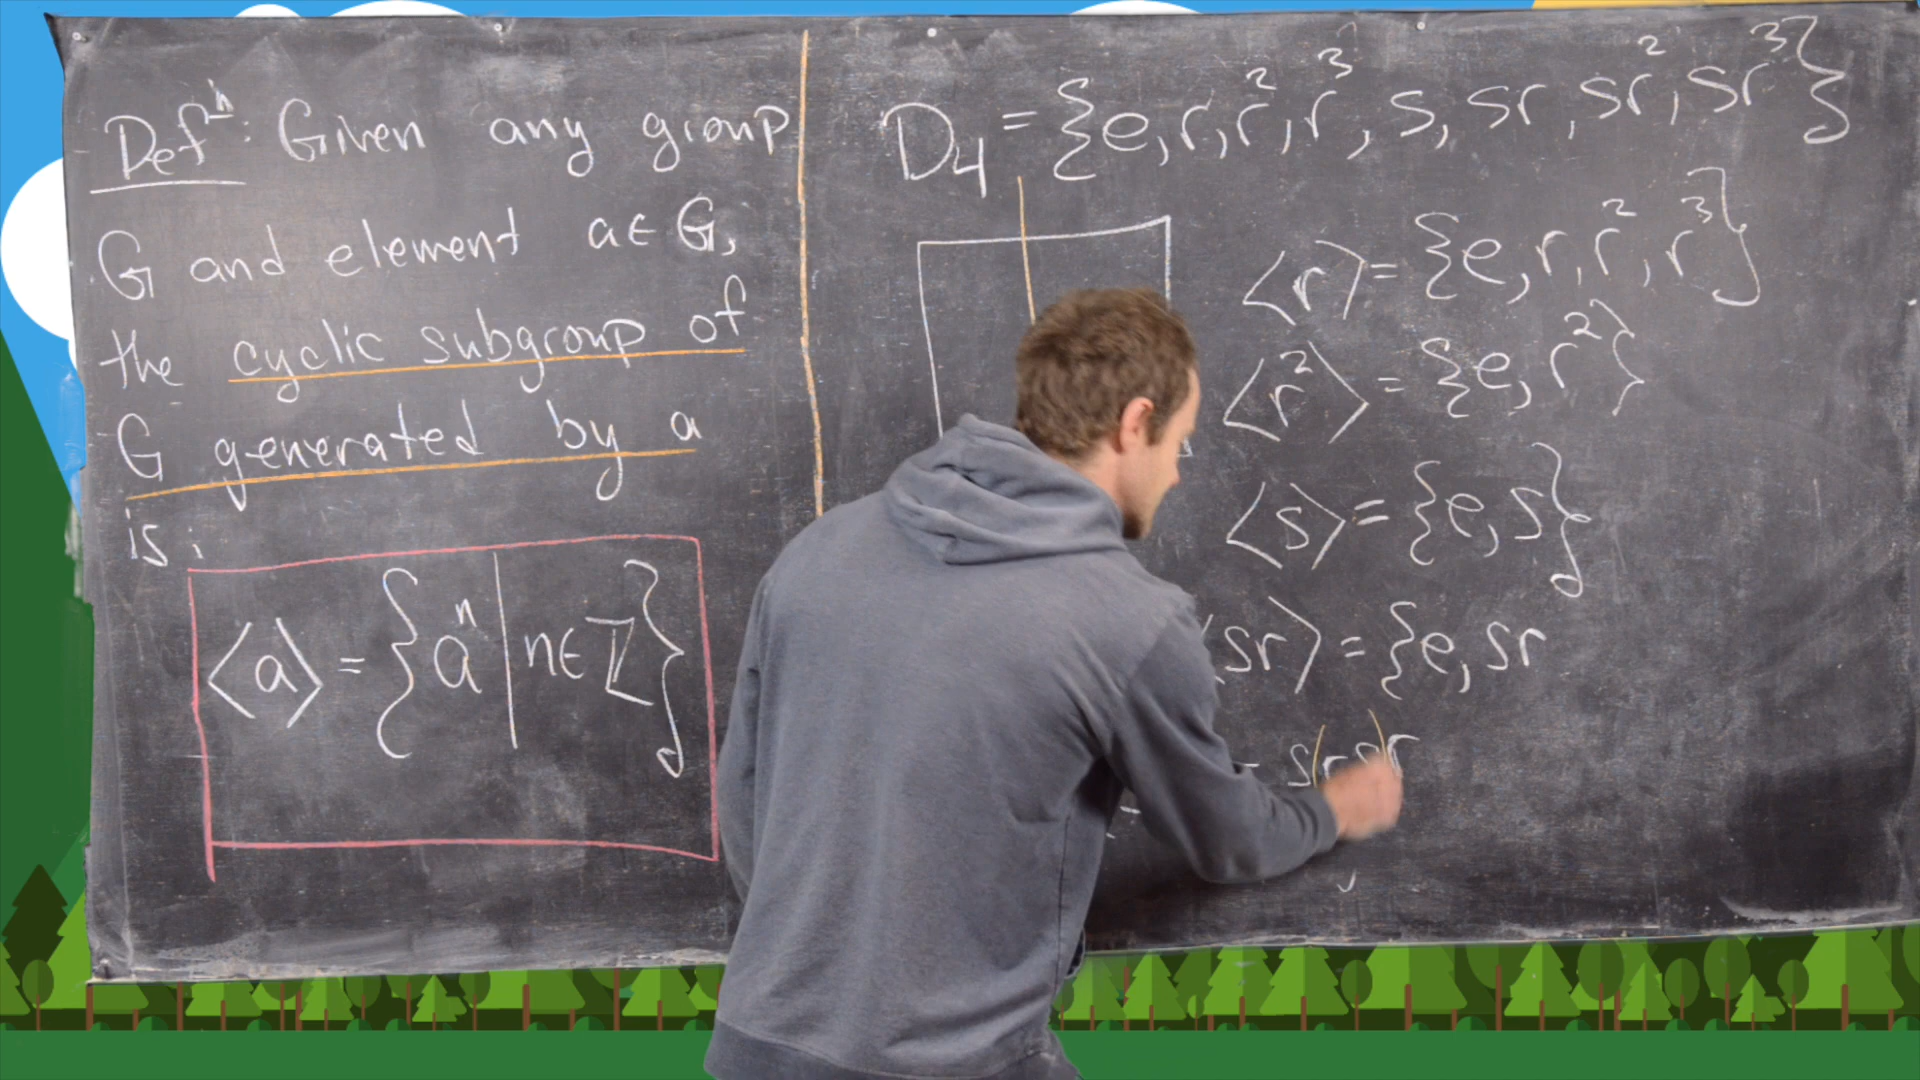 Defⁿ: Given any group
G and element a∈G,
the cyclic subgroup of
G generated by a
is:
⟨a⟩ = {aⁿ | n∈ℤ}
D₄ = {e, r, r², r³, s, sr, sr², sr³}
⟨r⟩ = {e, r, r², r³}
⟨r²⟩ = {e, r²}
⟨s⟩ = {e, s}
⟨sr⟩ = {e, sr
= s(rs)r
=